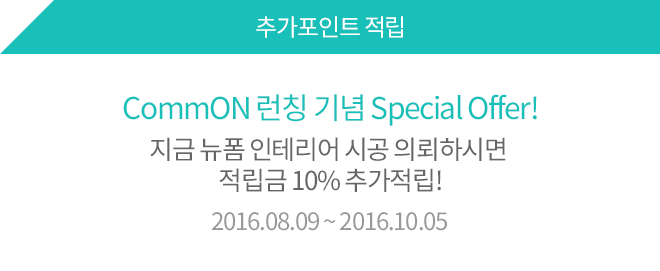 추가포인트 적립
CommON 런칭 기념 Special Offer!
지금 뉴폼 인테리어 시공 의뢰하시면
적립금 10% 추가적립!
2016.08.09 ~ 2016.10.05